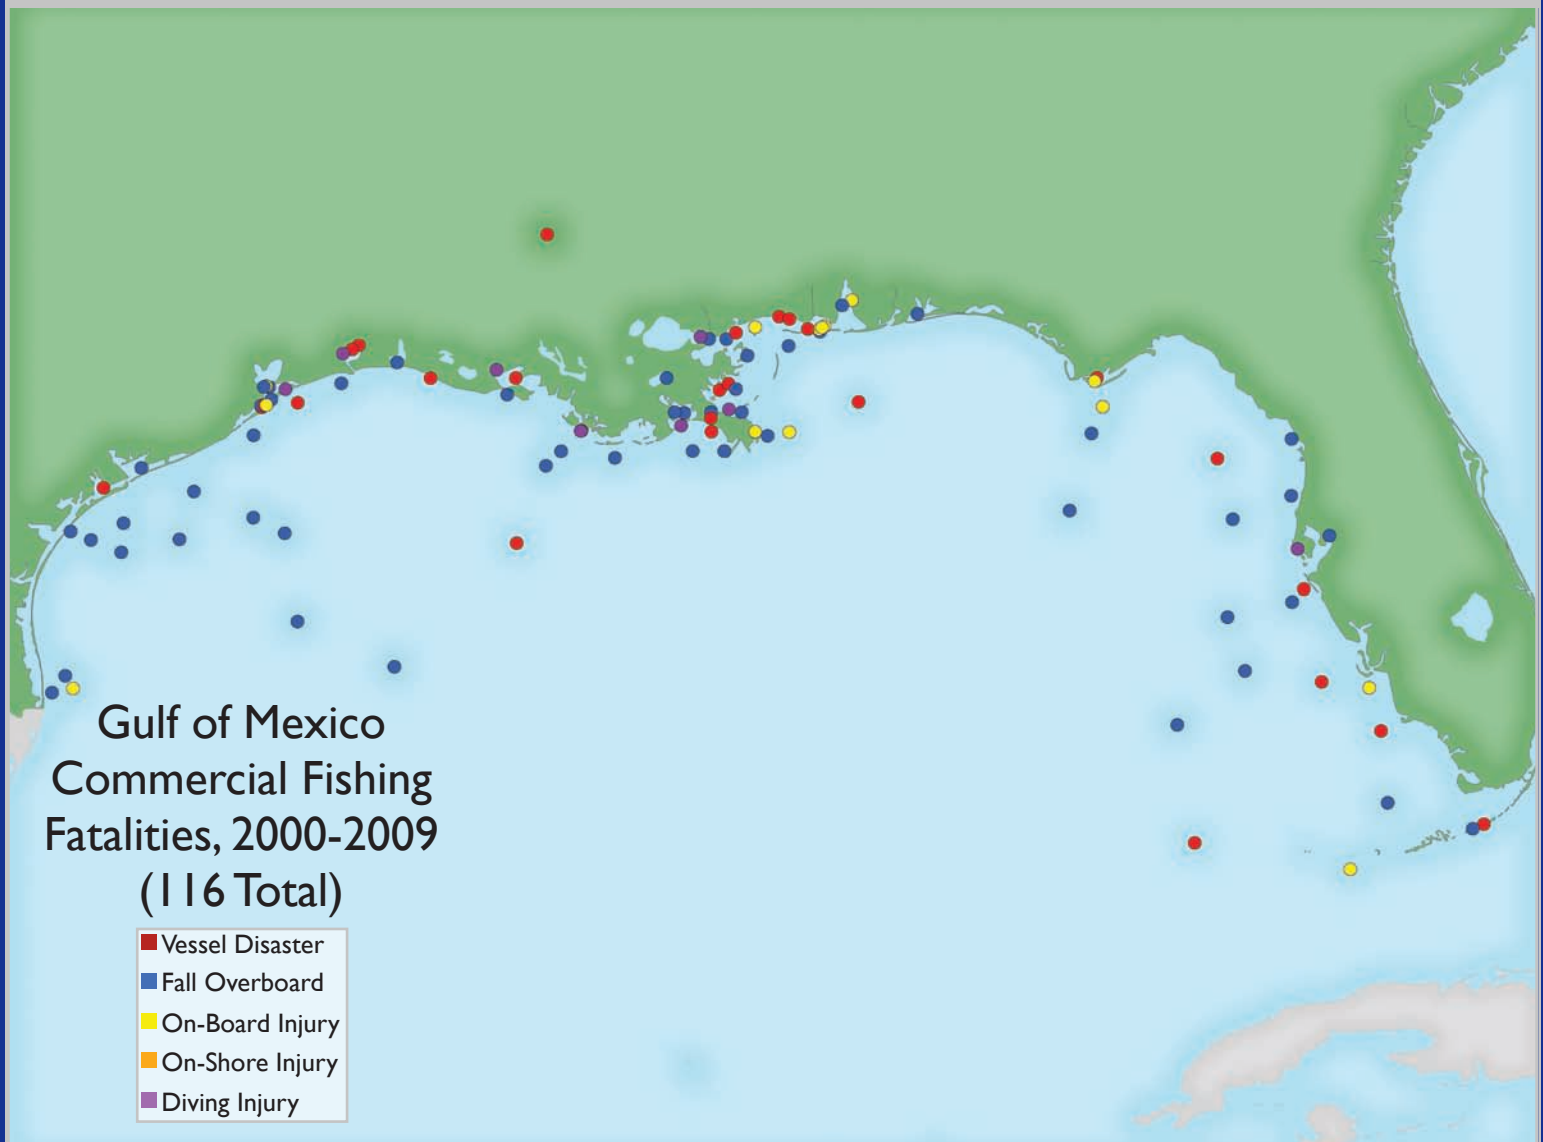 Gulf of Mexico
Commercial Fishing
Fatalities, 2000-2009
(116 Total)
Vessel Disaster
Fall Overboard
On-Board Injury
On-Shore Injury
Diving Injury